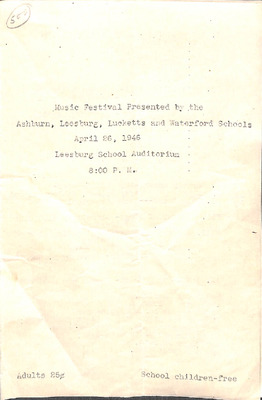 Music Festival Presented by the
Ashburn, Leesburg, Lucketts and Waterford Schools
April 26, 1946
Leesburg School Auditorium
8:00 P. M.
Adults 25¢
School children-free